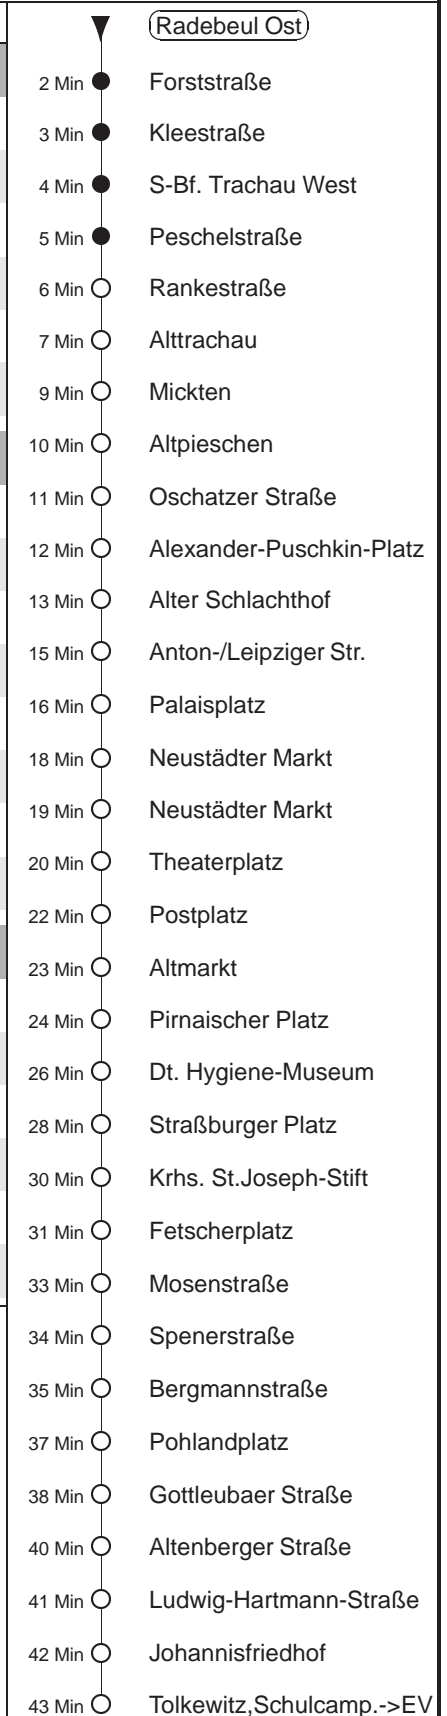 Radebeul Ost
2 Min Forststraße
3 Min Kleestraße
4 Min S-Bf. Trachau West
5 Min Peschelstraße
6 Min Rankestraße
7 Min Alttrachau
9 Min Mickten
10 Min Altpieschen
11 Min Oschatzer Straße
12 Min Alexander-Puschkin-Platz
13 Min Alter Schlachthof
15 Min Anton-/Leipziger Str.
16 Min Palaisplatz
18 Min Neustädter Markt
19 Min Neustädter Markt
20 Min Theaterplatz
22 Min Postplatz
23 Min Altmarkt
24 Min Pirnaischer Platz
26 Min Dt. Hygiene-Museum
28 Min Straßburger Platz
30 Min Krhs. St.Joseph-Stift
31 Min Fetscherplatz
33 Min Mosenstraße
34 Min Spenerstraße
35 Min Bergmannstraße
37 Min Pohlandplatz
38 Min Gottleubaer Straße
40 Min Altenberger Straße
41 Min Ludwig-Hartmann-Straße
42 Min Johannisfriedhof
43 Min Tolkewitz,Schulcamp.->EV